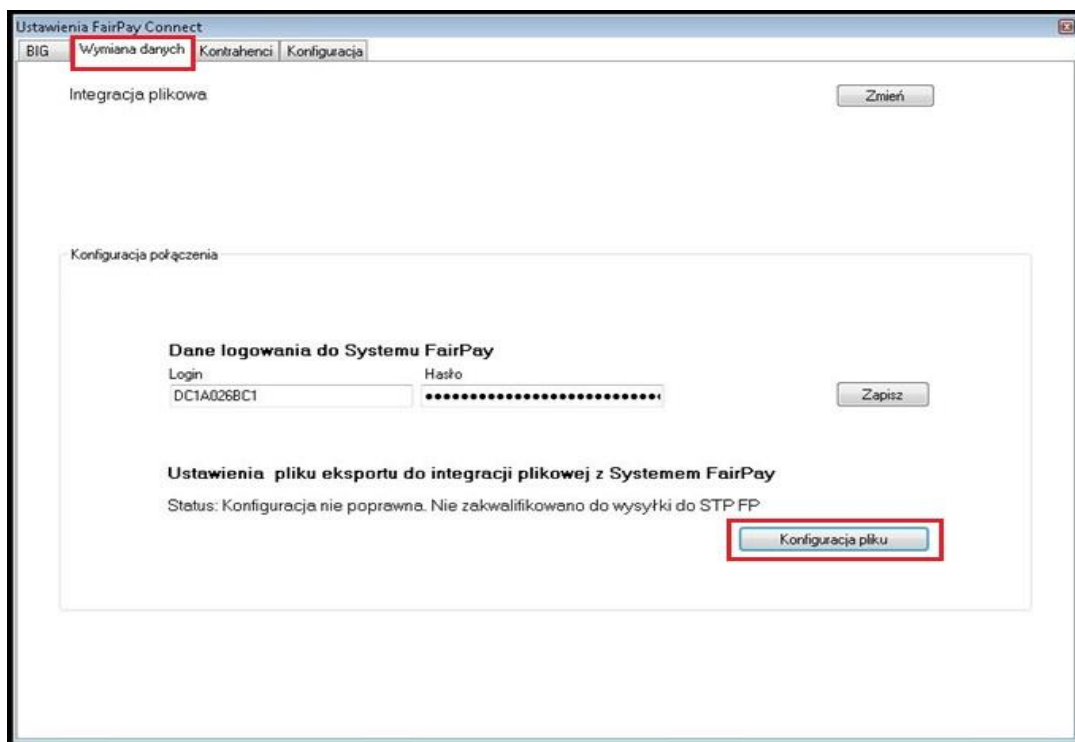 Ustawienia FairPay Connect
BIG Wymiana danych Kontrahenci Konfiguracja
Integracja plikowa Zmień
Konfiguracja połączenia
Dane logowania do Systemu FairPay
Login Hasło
DC1A026BC1 Zapisz
Ustawienia pliku eksportu do integracji plikowej z Systemem FairPay
Status: Konfiguracja nie poprawna. Nie zakwalifikowano do wysyłki do STP FP
Konfiguracja pliku